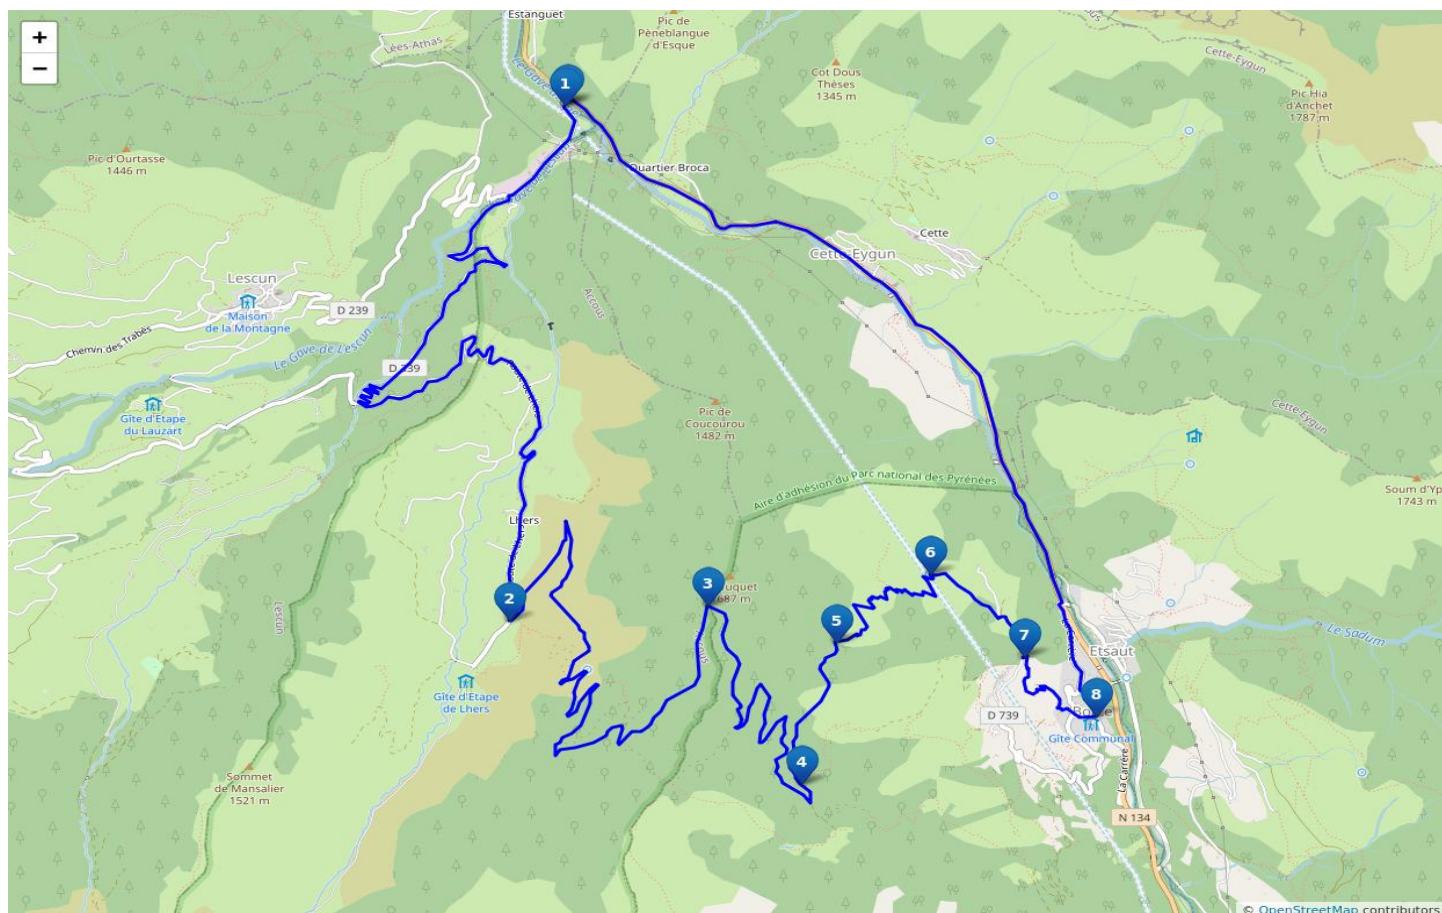 Estanguet
Pic de
Pèneblangue
d'Esque
+
−
Lées-Athas
Cette-Eygun
Cot Dous
Thèses
1345 m
Pic Hia
d'Anchet
1787 m
1
Pic d'Ourtasse
1446 m
Quartier Broca
Cette
Cette-Eygun
Lescun
Maison
de la Montagne
D 239
Accous
Chemin des Trabès
Le Gave de Lescun
D 239
Gîte d'Etape
du Lauzart
Pic de
Coucourou
1482 m
Cette-Eygun
Aire d'adhésion du Parc national des Pyrénées
Soum d'Yp
1743 m
Lhers
6
3
2
5
7
Lescun
Le Sadum
Etsaut
La Carrère
Gîte d'Etape
de Lhers
8
D 739
Gîte Communal
4
Sommet
de Mansalier
1521 m
La Carrère
N 134
© OpenStreetMap contributors